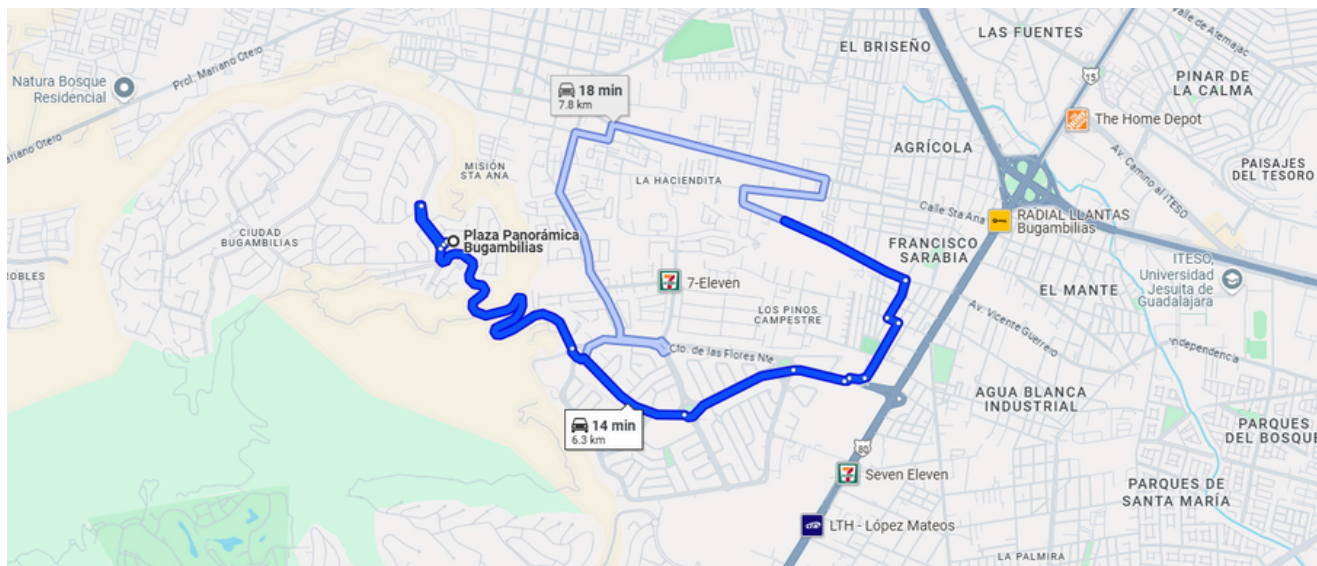 LAS FUENTES
EL BRISEÑO
Valle de Atemajac
15
Prol. Mariano Otero
Natura Bosque
Residencial
PINAR DE
LA CALMA
18 min
7.8 km
The Home Depot
Av. Camino al ITESO
AGRÍCOLA
PAISAJES
DEL TESORO
Mariano Otero
MISIÓN
STA ANA
LA HACIENDITA
Calle Sta Ana
RADIAL LLANTAS
Bugambilias
CIUDAD
BUGAMBILIAS
Plaza Panorámica
Bugambilias
FRANCISCO
SARABIA
ITESO,
Universidad
Jesuita de
Guadalajara
ROBLES
7-Eleven
EL MANTE
LOS PINOS
CAMPESTRE
Av. Vicente Guerrero
Independencia
Cto. de las Flores Nte.
AGUA BLANCA
INDUSTRIAL
14 min
6.3 km
PARQUES
DEL BOSQUE
80
Seven Eleven
PARQUES DE
SANTA MARÍA
LTH - López Mateos
LA PALMIRA